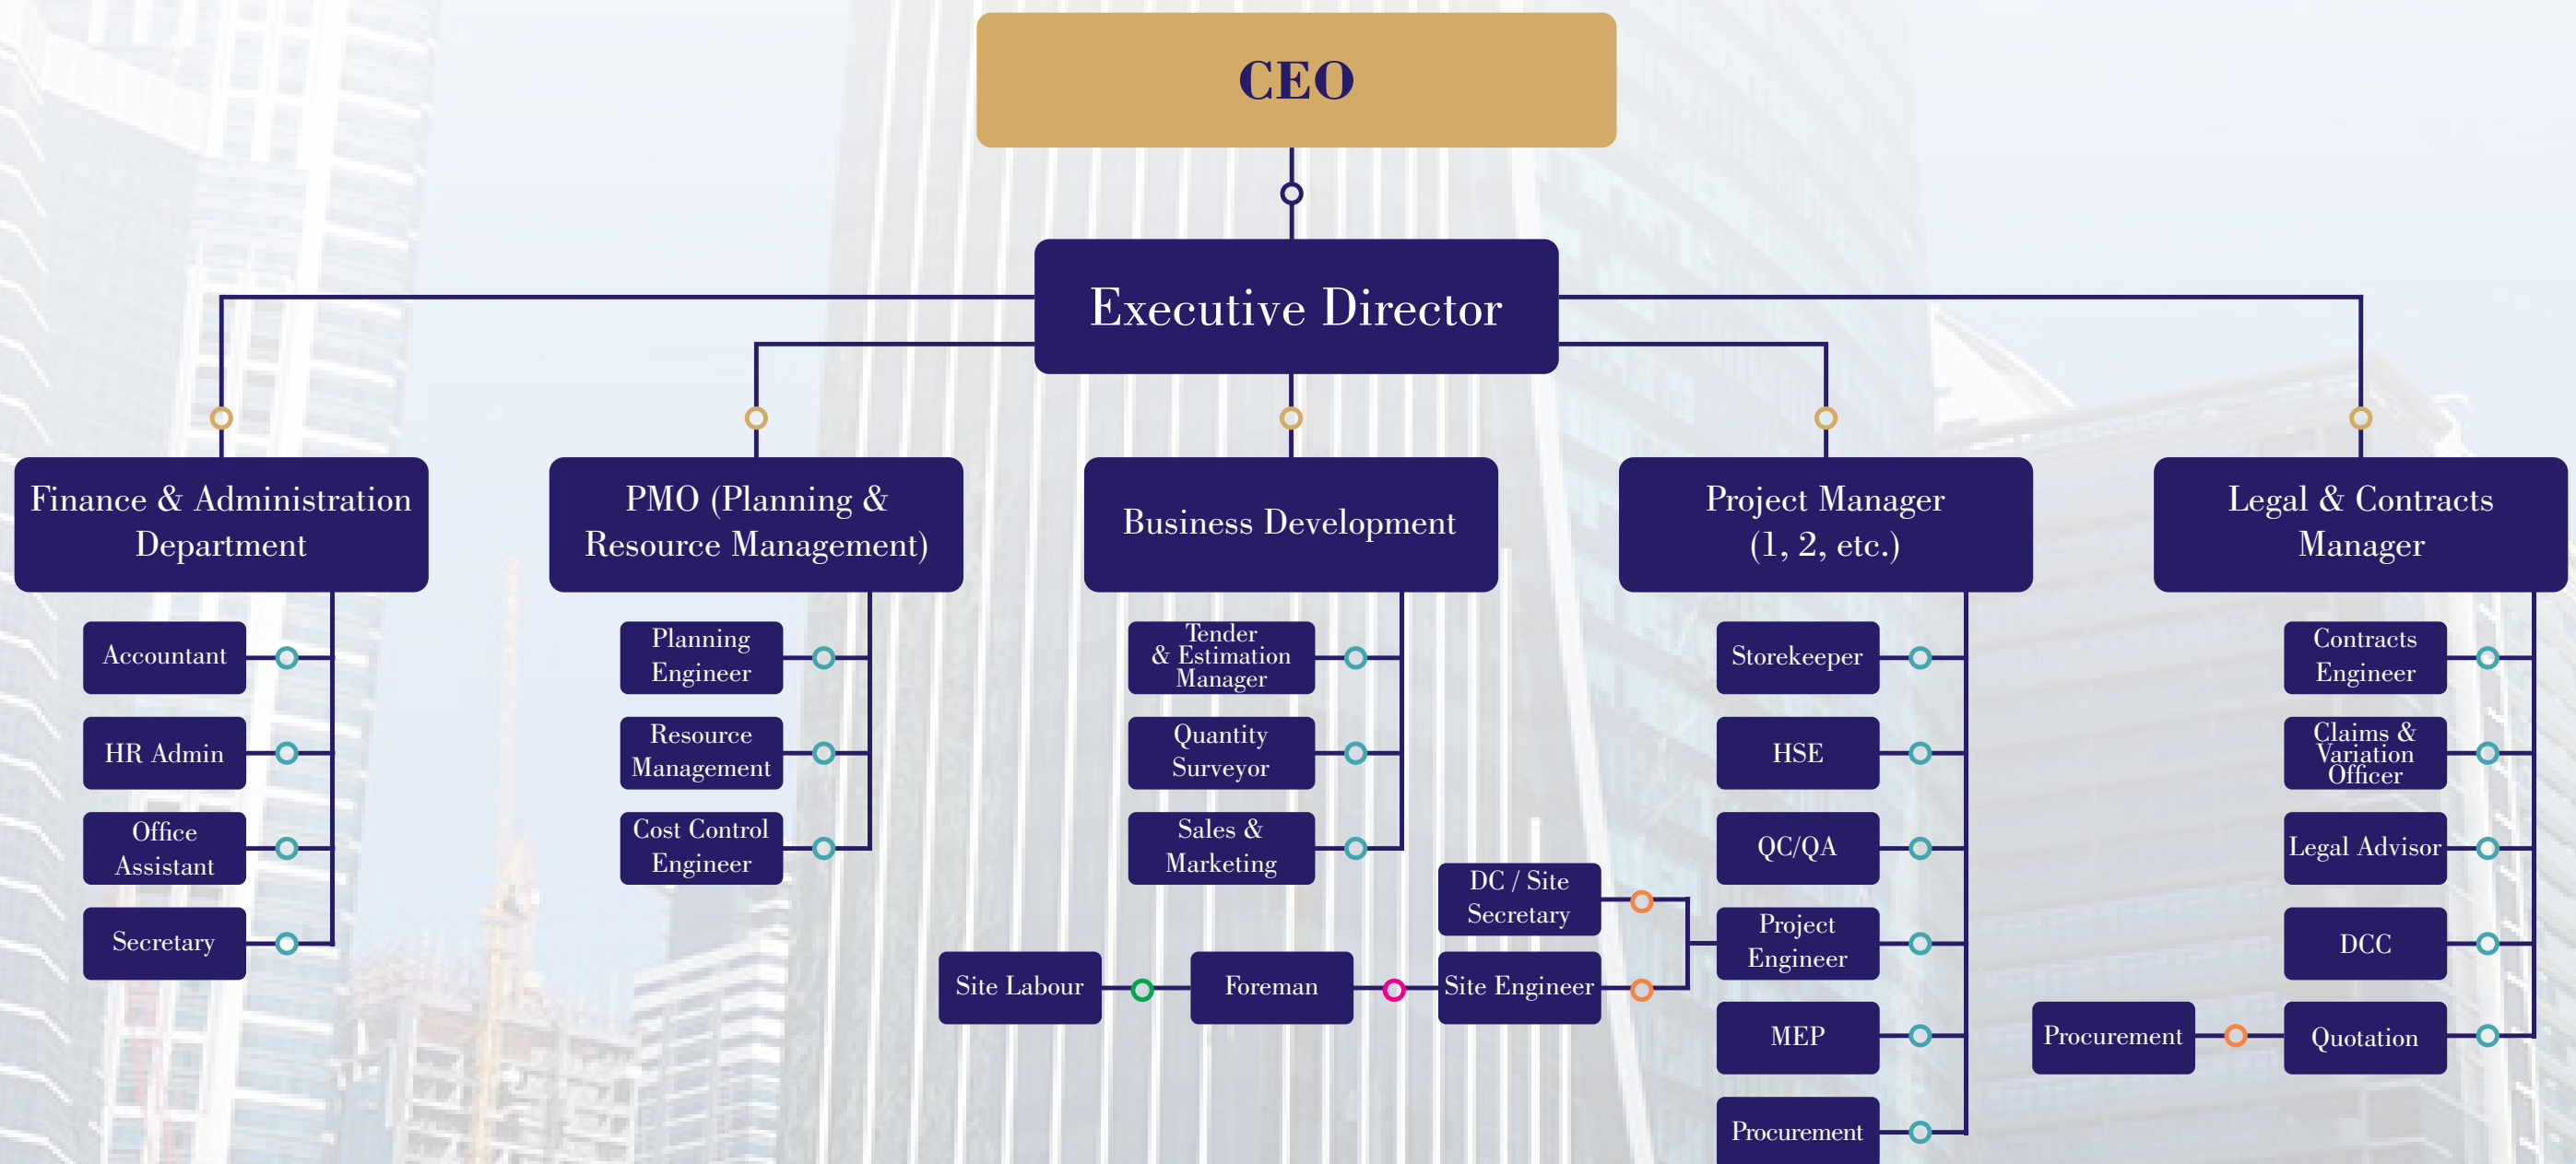 CEO
Executive Director
Finance & Administration
Department
PMO (Planning &
Resource Management)
Business Development
Project Manager
(1, 2, etc.)
Legal & Contracts
Manager
Accountant
HR Admin
Office
Assistant
Secretary
Planning
Engineer
Resource
Management
Cost Control
Engineer
Tender
& Estimation
Manager
Quantity
Surveyor
Sales &
Marketing
Storekeeper
HSE
QC/QA
Project
Engineer
DC / Site
Secretary
Site Engineer
Foreman
Site Labour
MEP
Procurement
Contracts
Engineer
Claims &
Variation
Officer
Legal Advisor
DCC
Quotation
Procurement